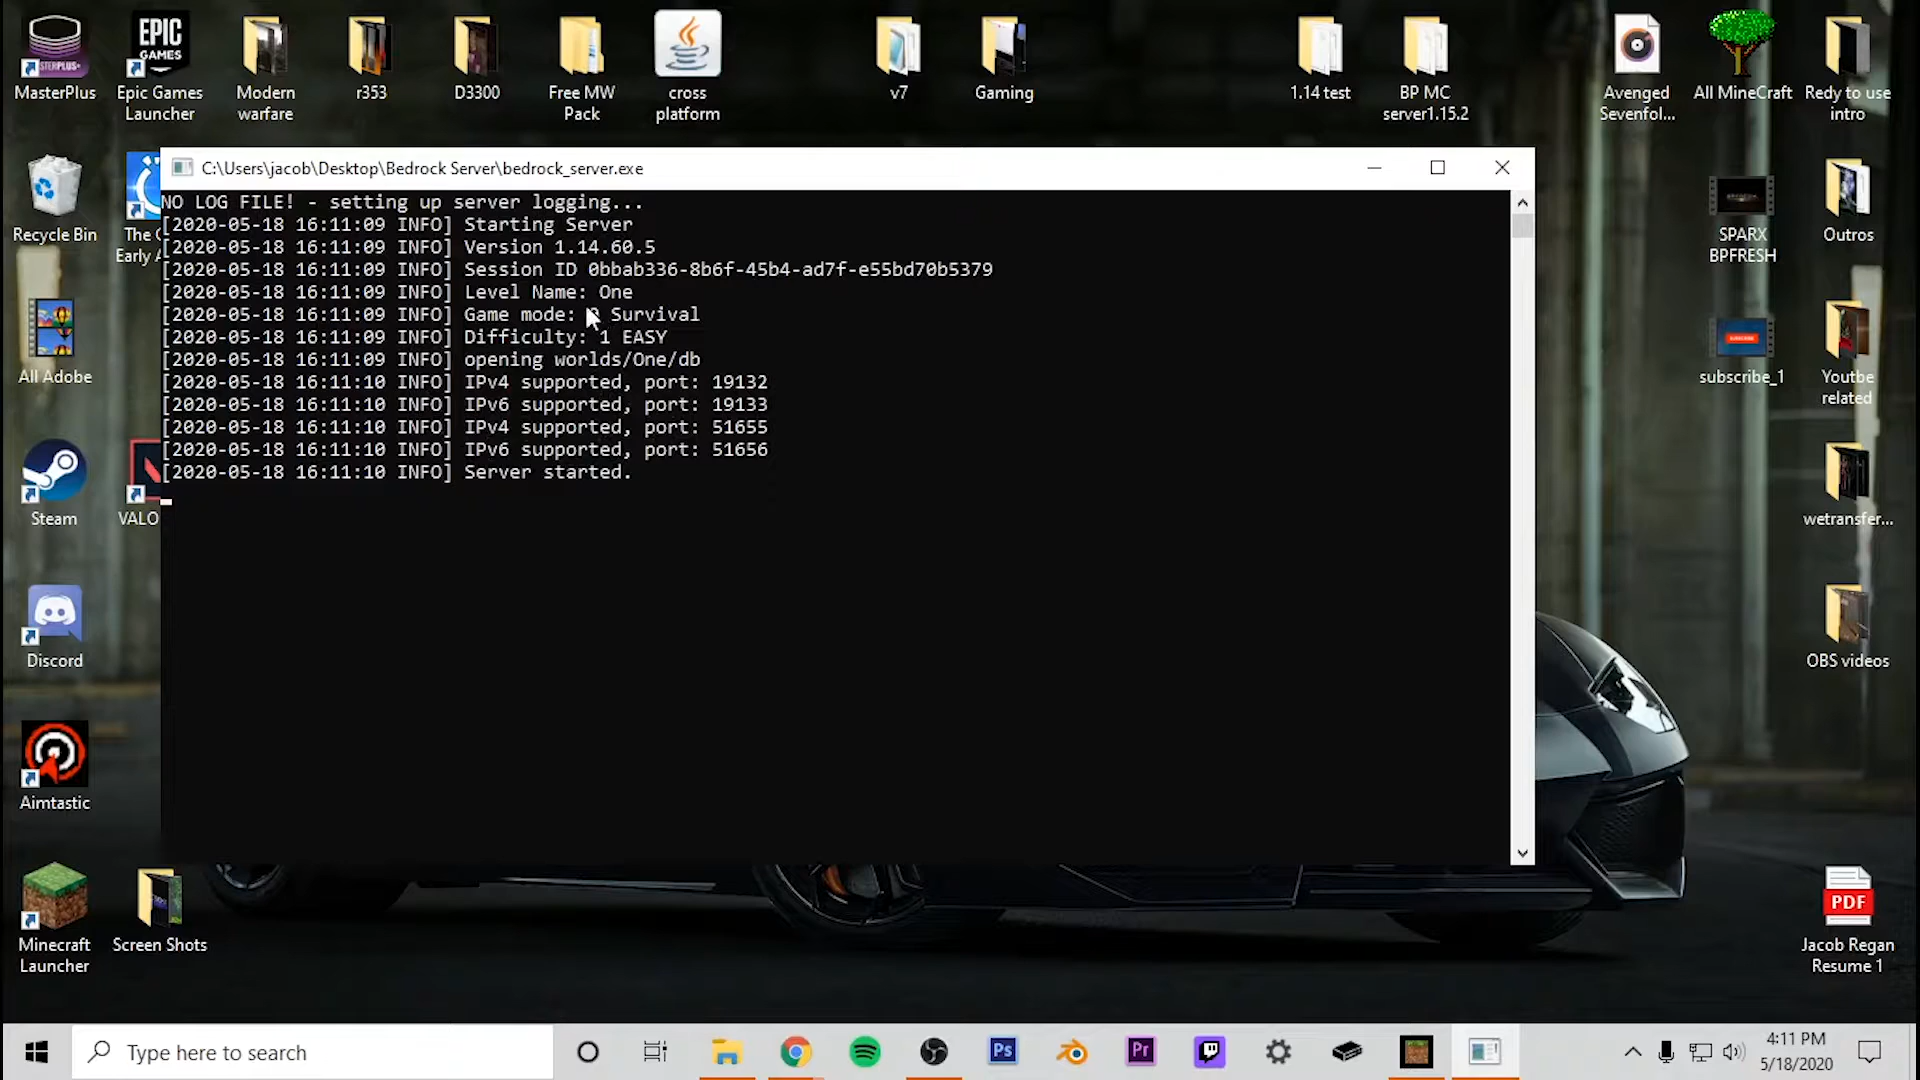 MasterPlus
EPIC
GAMES
Epic Games
Launcher
Modern
warfare
r353
D3300
Free MW
Pack
cross
platform
v7
Gaming
1.14 test
BP MC
server1.15.2
Avenged
Sevenfol...
All MineCraft
Redy to use
intro
C:\Users\jacob\Desktop\Bedrock Server\bedrock_server.exe
NO LOG FILE! - setting up server logging...
[2020-05-18 16:11:09 INFO] Starting Server
[2020-05-18 16:11:09 INFO] Version 1.14.60.5
[2020-05-18 16:11:09 INFO] Session ID 0bbab336-8b6f-45b4-ad7f-e55bd70b5379
[2020-05-18 16:11:09 INFO] Level Name: One
[2020-05-18 16:11:09 INFO] Game mode: Survival
[2020-05-18 16:11:09 INFO] Difficulty: 1 EASY
[2020-05-18 16:11:09 INFO] opening worlds/One/db
[2020-05-18 16:11:10 INFO] IPv4 supported, port: 19132
[2020-05-18 16:11:10 INFO] IPv6 supported, port: 19133
[2020-05-18 16:11:10 INFO] IPv4 supported, port: 51655
[2020-05-18 16:11:10 INFO] IPv6 supported, port: 51656
[2020-05-18 16:11:10 INFO] Server started.
Recycle Bin
The
Early A
All Adobe
Steam
VALO
Discord
Aimtastic
Minecraft
Launcher
Screen Shots
SPARX
BPFRESH
Outros
subscribe_1
Youtbe
related
wetransfer...
OBS videos
PDF
Jacob Regan
Resume 1
Type here to search
Ps
Pr
4:11 PM
5/18/2020